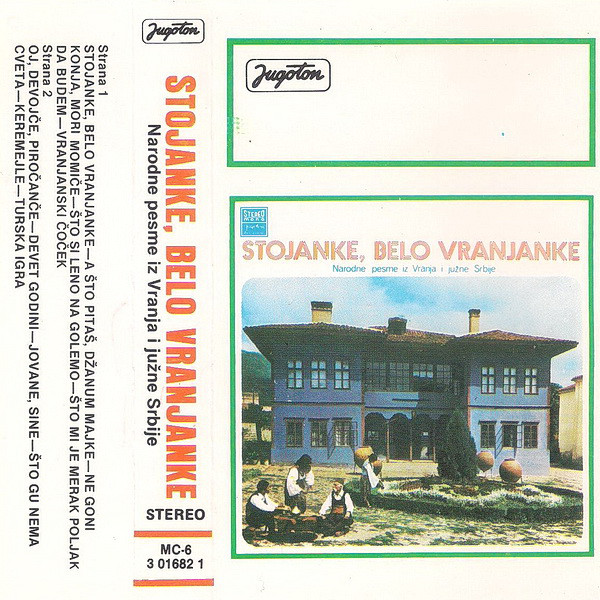 Strana 1
STOJANKE, BELO VRANJANKE—A ŠTO PITAŠ, DŽANUM MAJKE—NE GONI
KONJA, MORI MOMIČE—ŠTO SI LENO NA GOLEMO—ŠTO MI JE MERAK POLJAK
DA BUDEM—VRANJANSKI ČOČEK
Strana 2
OJ, DEVOJČE, PIROČANČE—DEVET GODINI—JOVANE, SINE—ŠTO GU NEMA
CVETA—KEREMEJLE—TURSKA IGRA
Jugoton
STOJANKE, BELO VRANJANKE
Narodne pesme iz Vranja i južne Srbije
STEREO
MC-6
3 01682 1
Jugoton
STEREO
STOJANKE, BELO VRANJANKE
Narodne pesme iz Vranja i južne Srbije